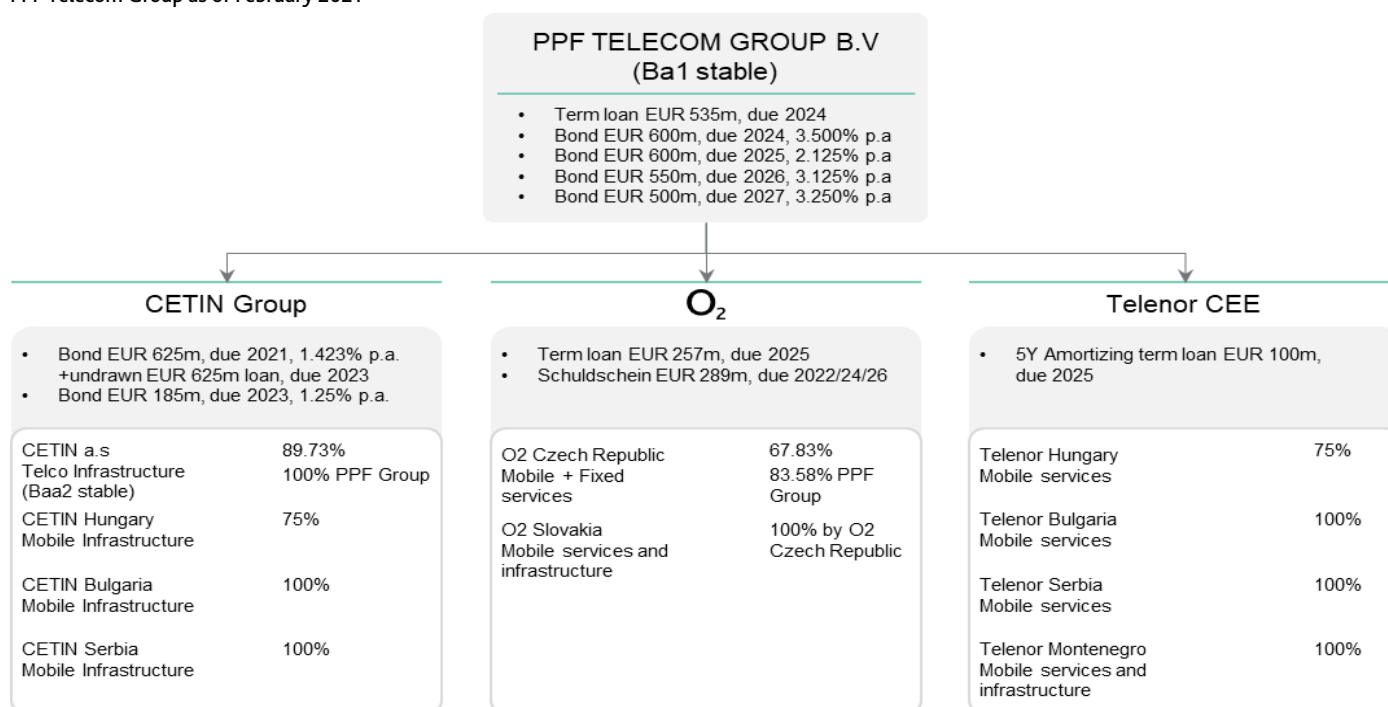 PPF Telecom Group as of February 2021
PPF TELECOM GROUP B.V
(Ba1 stable)
• Term loan EUR 535m, due 2024
• Bond EUR 600m, due 2024, 3.500% p.a
• Bond EUR 600m, due 2025, 2.125% p.a
• Bond EUR 550m, due 2026, 3.125% p.a
• Bond EUR 500m, due 2027, 3.250% p.a
CETIN Group
• Bond EUR 625m, due 2021, 1.423% p.a.
+undrawn EUR 625m loan, due 2023
• Bond EUR 185m, due 2023, 1.25% p.a.
CETIN a.s 89.73%
Telco Infrastructure 100% PPF Group
(Baa2 stable)
CETIN Hungary 75%
Mobile Infrastructure
CETIN Bulgaria 100%
Mobile Infrastructure
CETIN Serbia 100%
Mobile Infrastructure
O2
• Term loan EUR 257m, due 2025
• Schuldschein EUR 289m, due 2022/24/26
O2 Czech Republic 67.83%
Mobile + Fixed 83.58% PPF
services Group
O2 Slovakia 100% by O2
Mobile services and Czech Republic
infrastructure
Telenor CEE
• 5Y Amortizing term loan EUR 100m,
due 2025
Telenor Hungary 75%
Mobile services
Telenor Bulgaria 100%
Mobile services
Telenor Serbia 100%
Mobile services
Telenor Montenegro 100%
Mobile services and
infrastructure